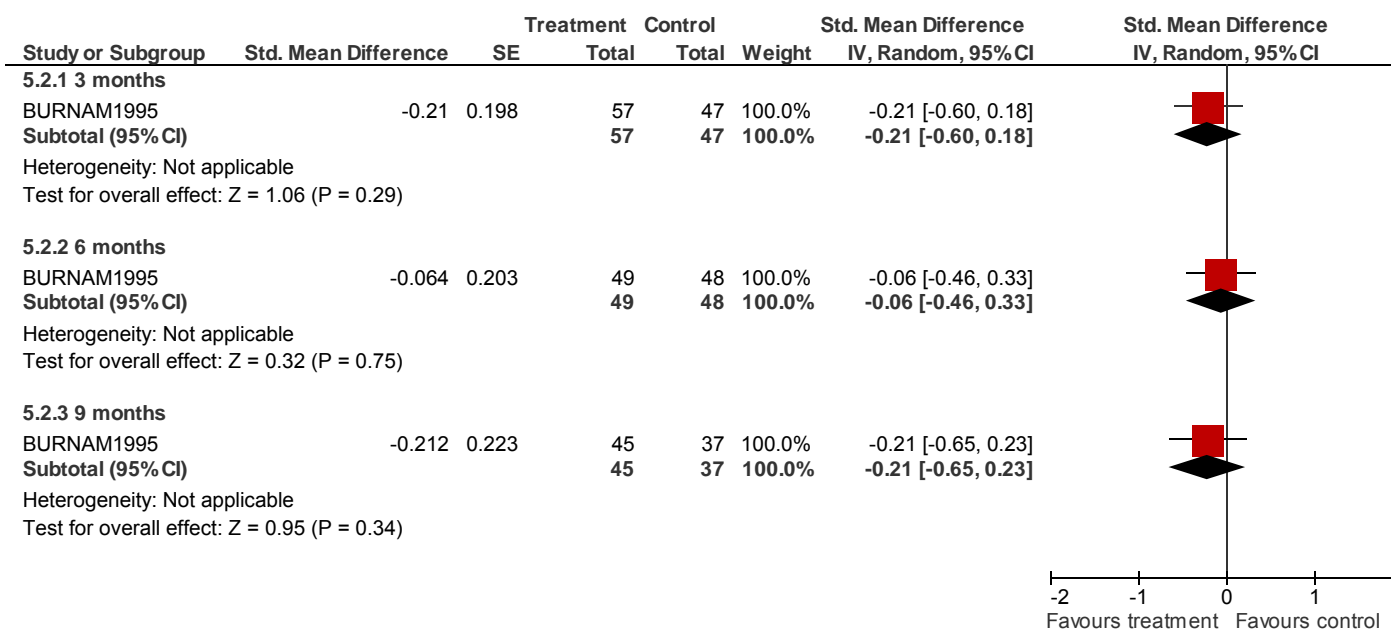 Treatment Control Std. Mean Difference Std. Mean Difference
Study or Subgroup Std. Mean Difference SE Total Total Weight IV, Random, 95% CI IV, Random, 95% CI
5.2.1 3 months
BURNAM1995 -0.21 0.198 57 47 100.0% -0.21 [-0.60, 0.18]
Subtotal (95% CI) 57 47 100.0% -0.21 [-0.60, 0.18]
Heterogeneity: Not applicable
Test for overall effect: Z = 1.06 (P = 0.29)
5.2.2 6 months
BURNAM1995 -0.064 0.203 49 48 100.0% -0.06 [-0.46, 0.33]
Subtotal (95% CI) 49 48 100.0% -0.06 [-0.46, 0.33]
Heterogeneity: Not applicable
Test for overall effect: Z = 0.32 (P = 0.75)
5.2.3 9 months
BURNAM1995 -0.212 0.223 45 37 100.0% -0.21 [-0.65, 0.23]
Subtotal (95% CI) 45 37 100.0% -0.21 [-0.65, 0.23]
Heterogeneity: Not applicable
Test for overall effect: Z = 0.95 (P = 0.34)
-2 -1 0 1
Favours treatment Favours control